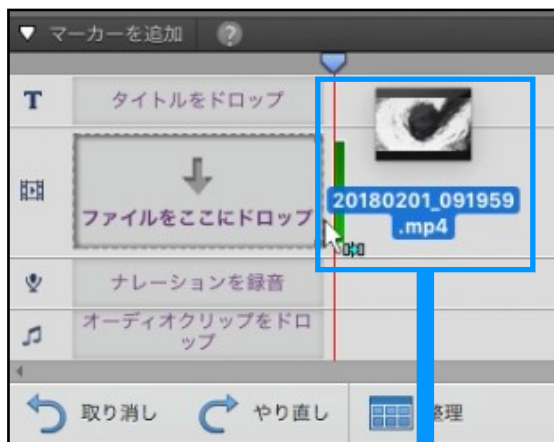 マーカーを追加
?
T
タイトルをドロップ
ファイルをここにドロップ
20180201_091959
.mp4
ナレーションを録音
オーディオクリップをドロ
ップ
取り消し
やり直し
整理